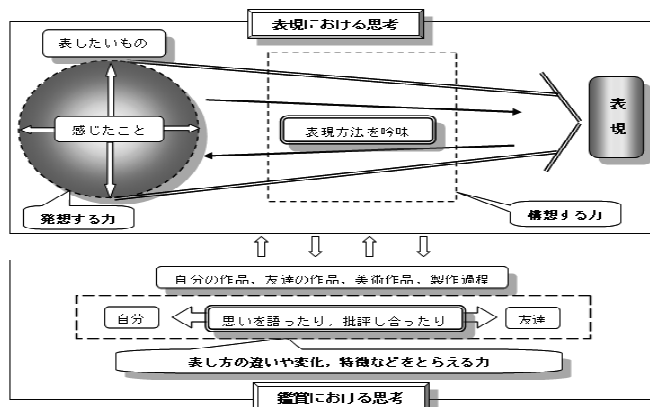 表現における思考
表したいもの
感じたこと
表現方法を吟味
表
現
発想する力
構想する力
自分の作品、友達の作品、美術作品、製作過程
自分
思いを語ったり，批評し合ったり
友達
表し方の違いや変化，特徴などをとらえる力
鑑賞における思考